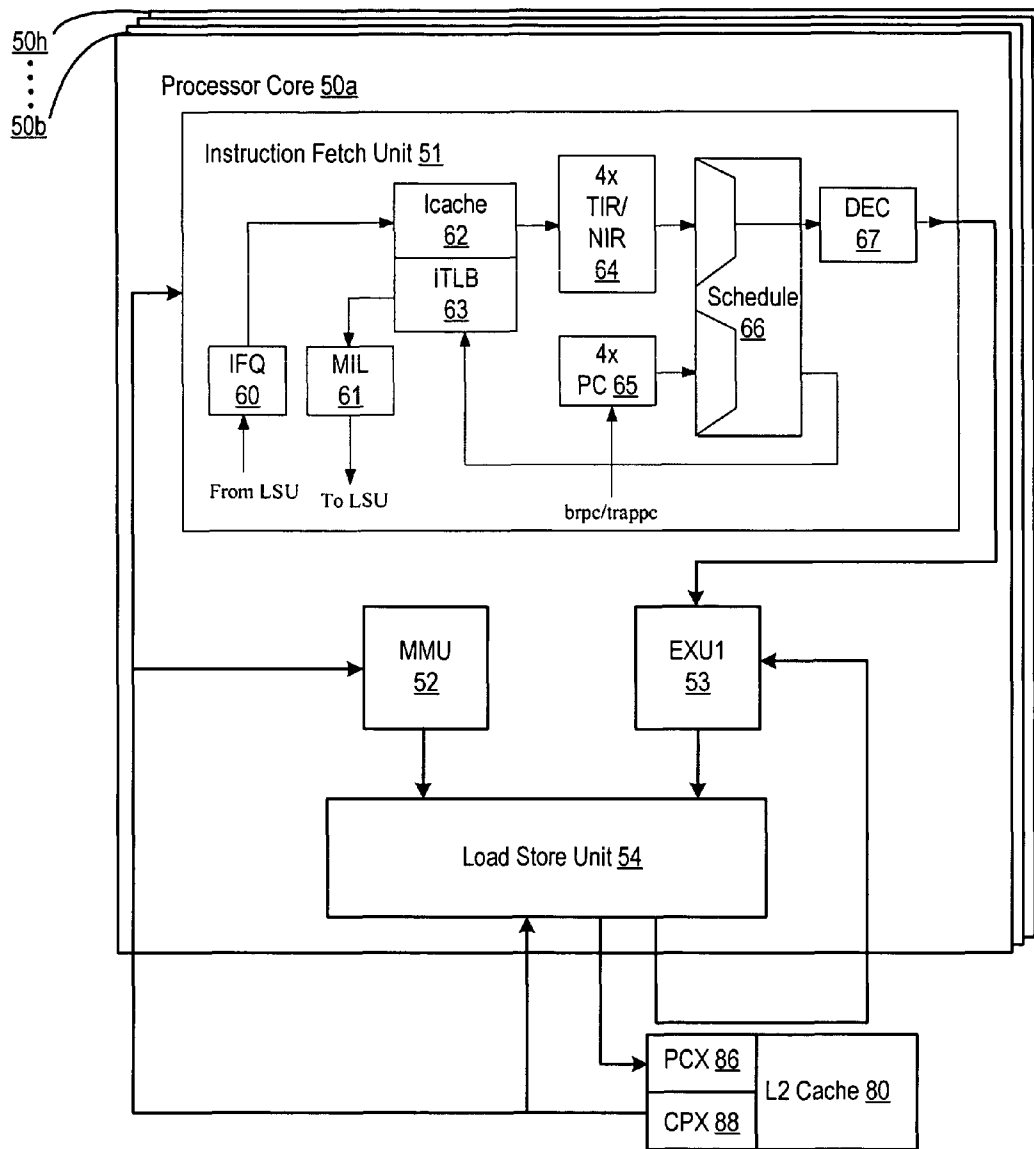 50h
50b
Processor Core 50a
Instruction Fetch Unit 51
Icache
62
ITLB
63
4x
TIR/
NIR
64
Schedule
66
DEC
67
IFQ
60
MIL
61
4x
PC 65
From LSU
To LSU
brpc/trappc
MMU
52
EXU1
53
Load Store Unit 54
PCX 86
CPX 88
L2 Cache 80